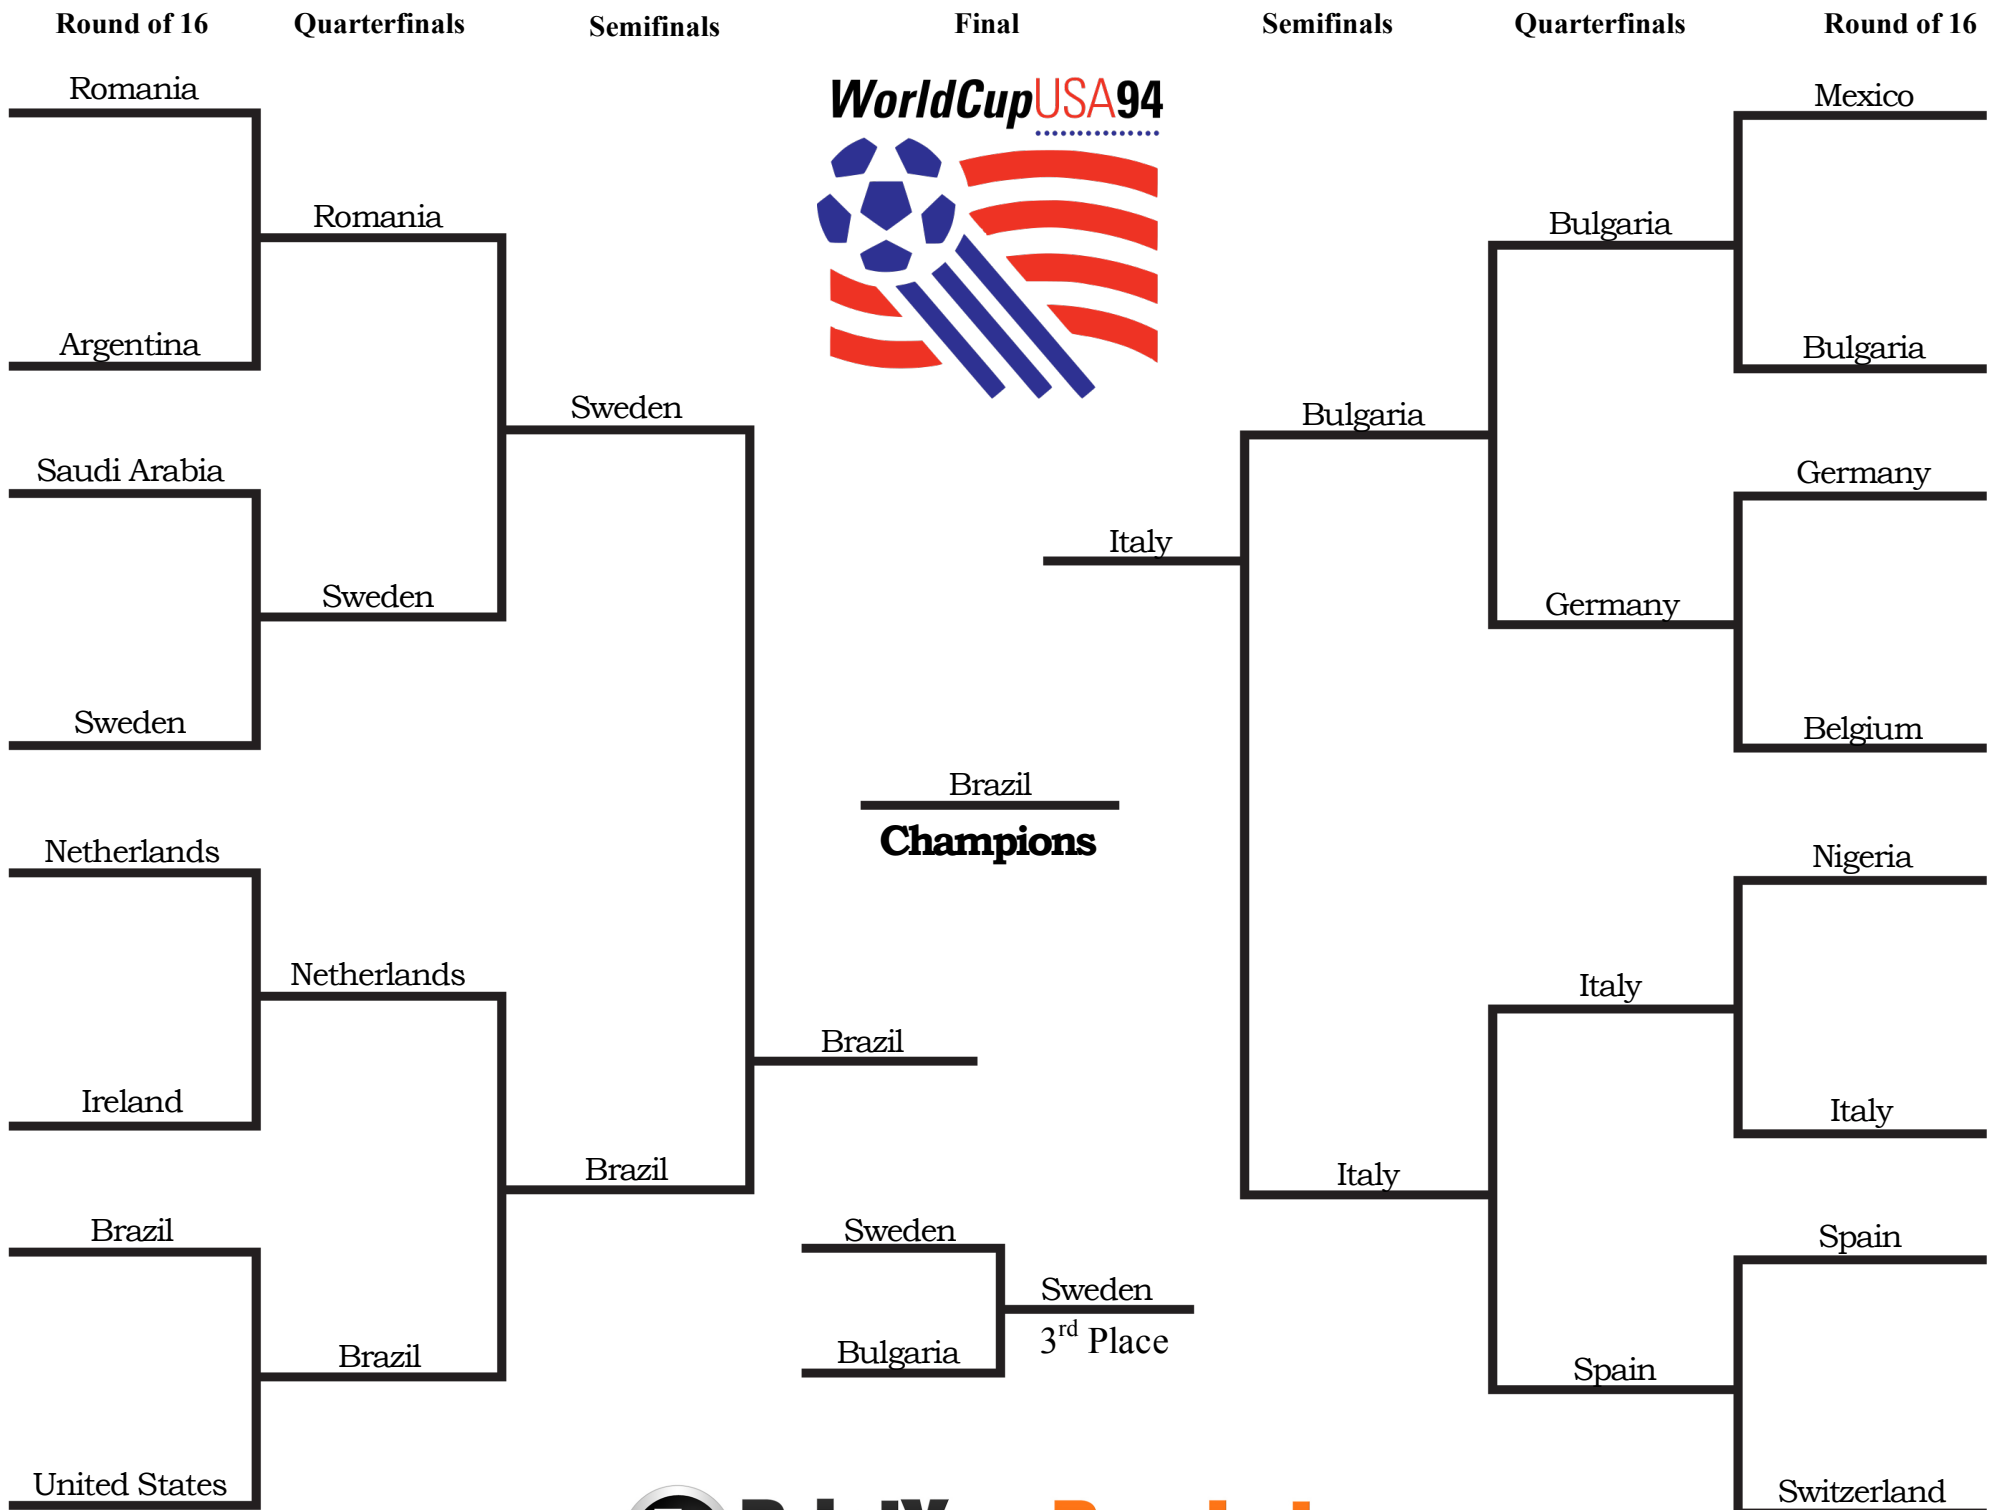 Round of 16
Quarterfinals
Semifinals
Final
Semifinals
Quarterfinals
Round of 16
WorldCupUSA94
Romania
Argentina
Saudi Arabia
Sweden
Netherlands
Ireland
Brazil
United States
Romania
Sweden
Netherlands
Brazil
Sweden
Brazil
Brazil
Brazil
Champions
Italy
Sweden
Bulgaria
Sweden
3rd Place
Bulgaria
Italy
Bulgaria
Germany
Italy
Spain
Mexico
Bulgaria
Germany
Belgium
Nigeria
Italy
Spain
Switzerland